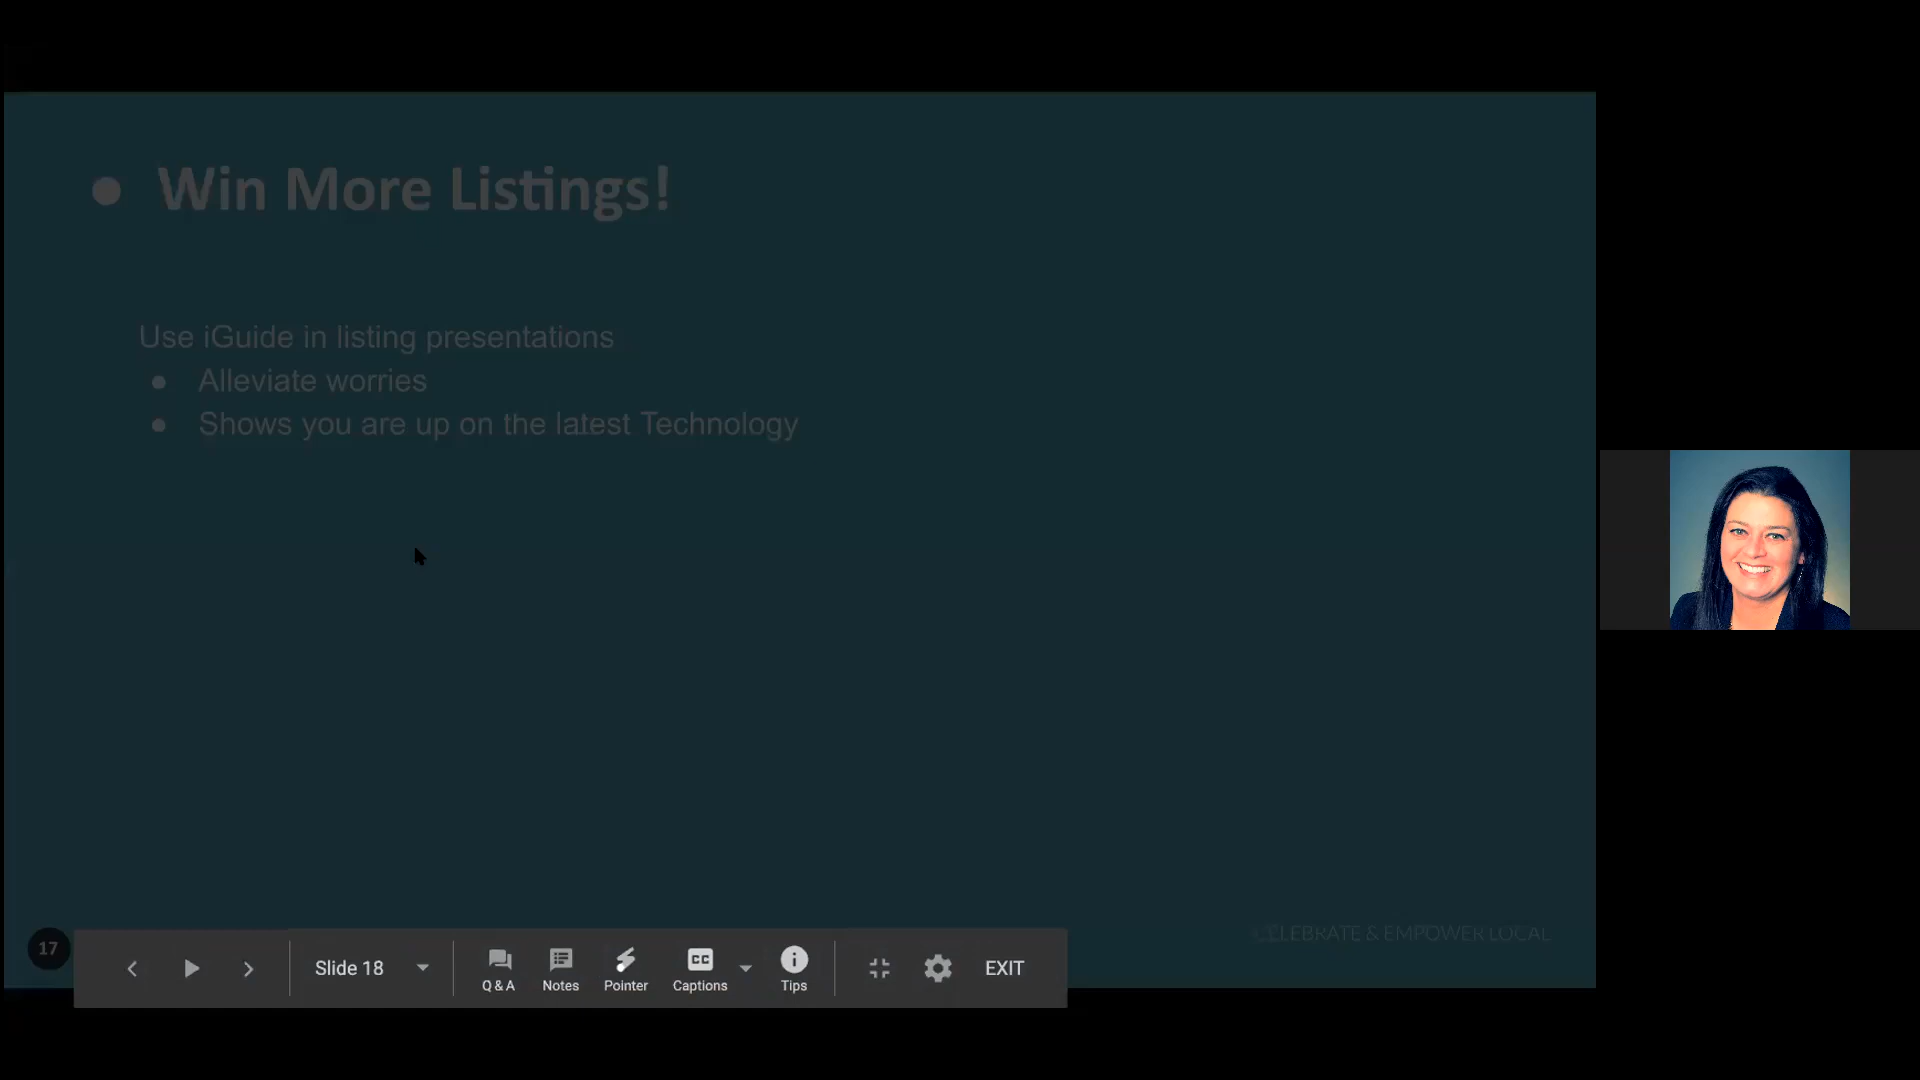 ● Win More Listings!
Use iGuide in listing presentations
● Alleviate worries
● Shows you are up on the latest Technology
17
CELEBRATE & EMPOWER LOCAL
Slide 18
Q & A
Notes
Pointer
CC
Captions
Tips
EXIT